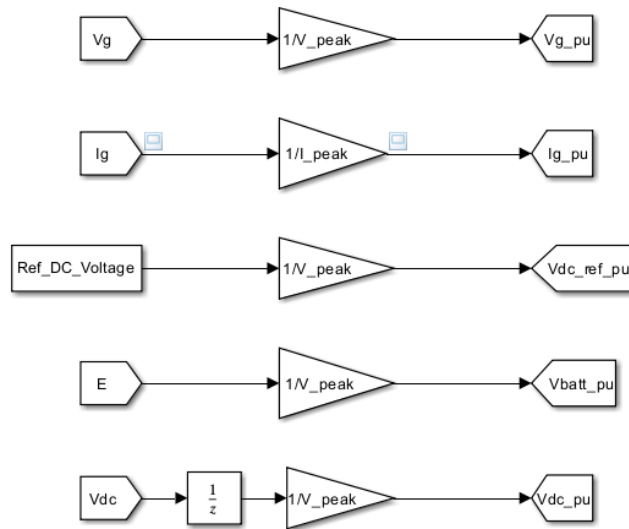 Vg 1/V_peak Vg_pu
Ig 1/I_peak Ig_pu
Ref_DC_Voltage 1/V_peak Vdc_ref_pu
E 1/V_peak Vbatt_pu
Vdc 1/z 1/V_peak Vdc_pu